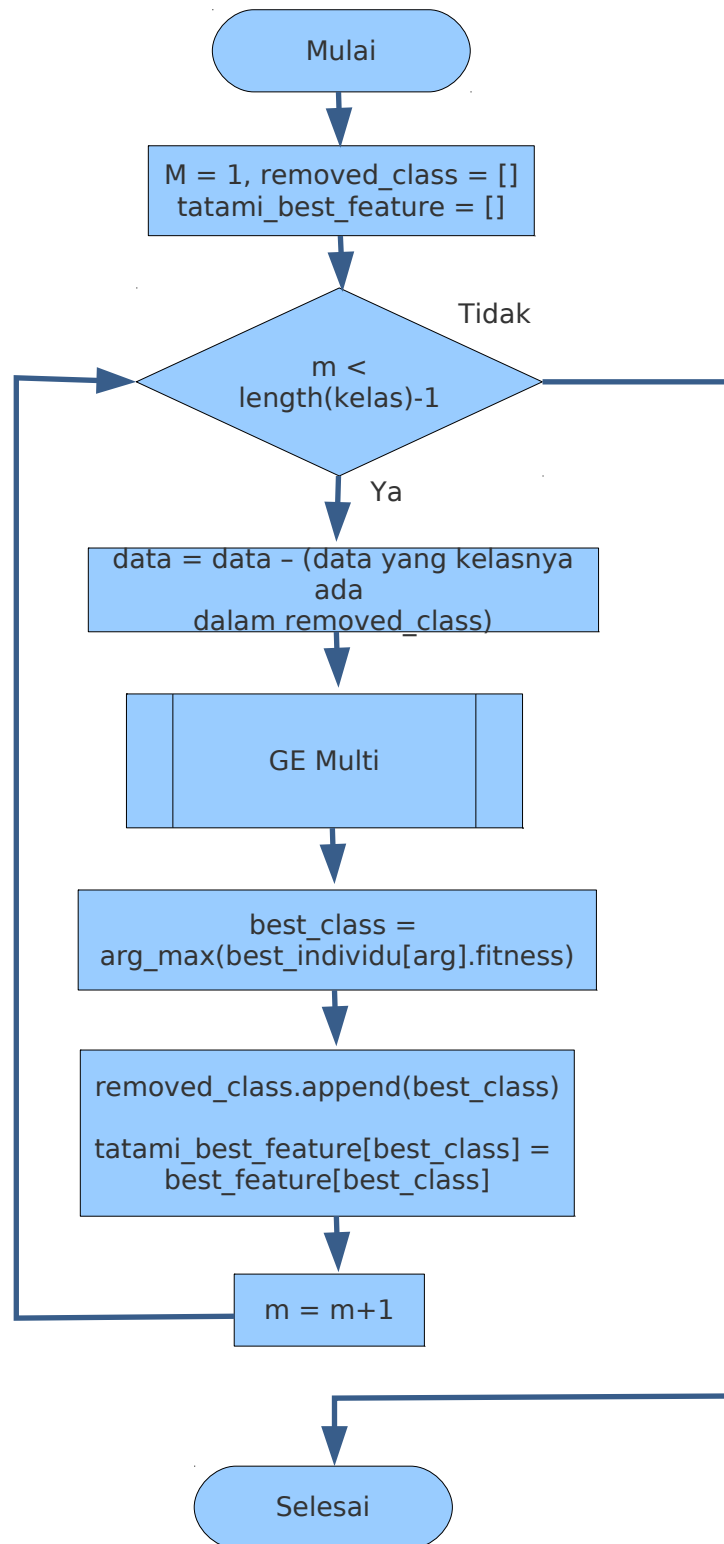 Mulai
M = 1, removed_class = []
tatami_best_feature = []
Tidak
m <
length(kelas)-1
Ya
data = data – (data yang kelasnya
ada
dalam removed_class)
GE Multi
best_class =
arg_max(best_individu[arg].fitness)
removed_class.append(best_class)
tatami_best_feature[best_class] =
best_feature[best_class]
m = m+1
Selesai